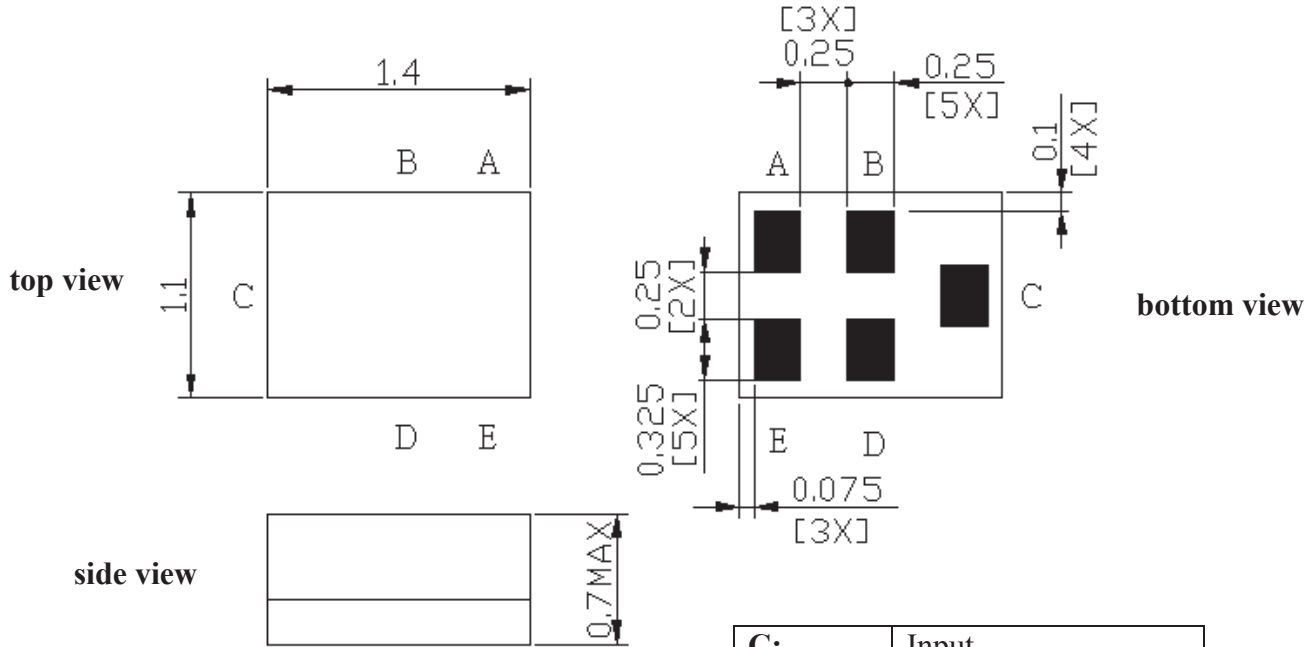 [3X]
0.25
0.25
[5X]
0.1
[4X]
1.4
B A
A B
top view
1.1
C
0.25
[2X]
C
bottom view
D E
0.325
[5X]
E D
0.075
[3X]
side view
0.7MAX
C: Input